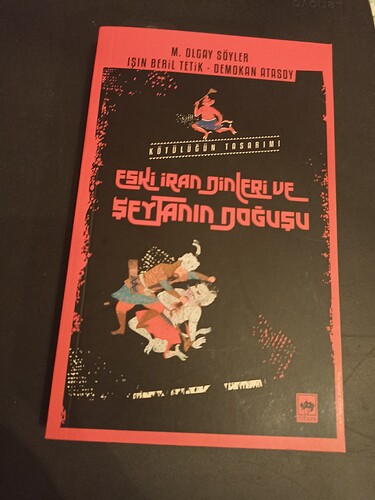 M. OLGAY SÖYLER
IŞIN BERİL TETİK - DEMOKAN ATASOY
KÖTÜLÜĞÜN TASARIMI
ESKİ İRAN DİNLERİ VE
ŞEYTANIN DOĞUŞU